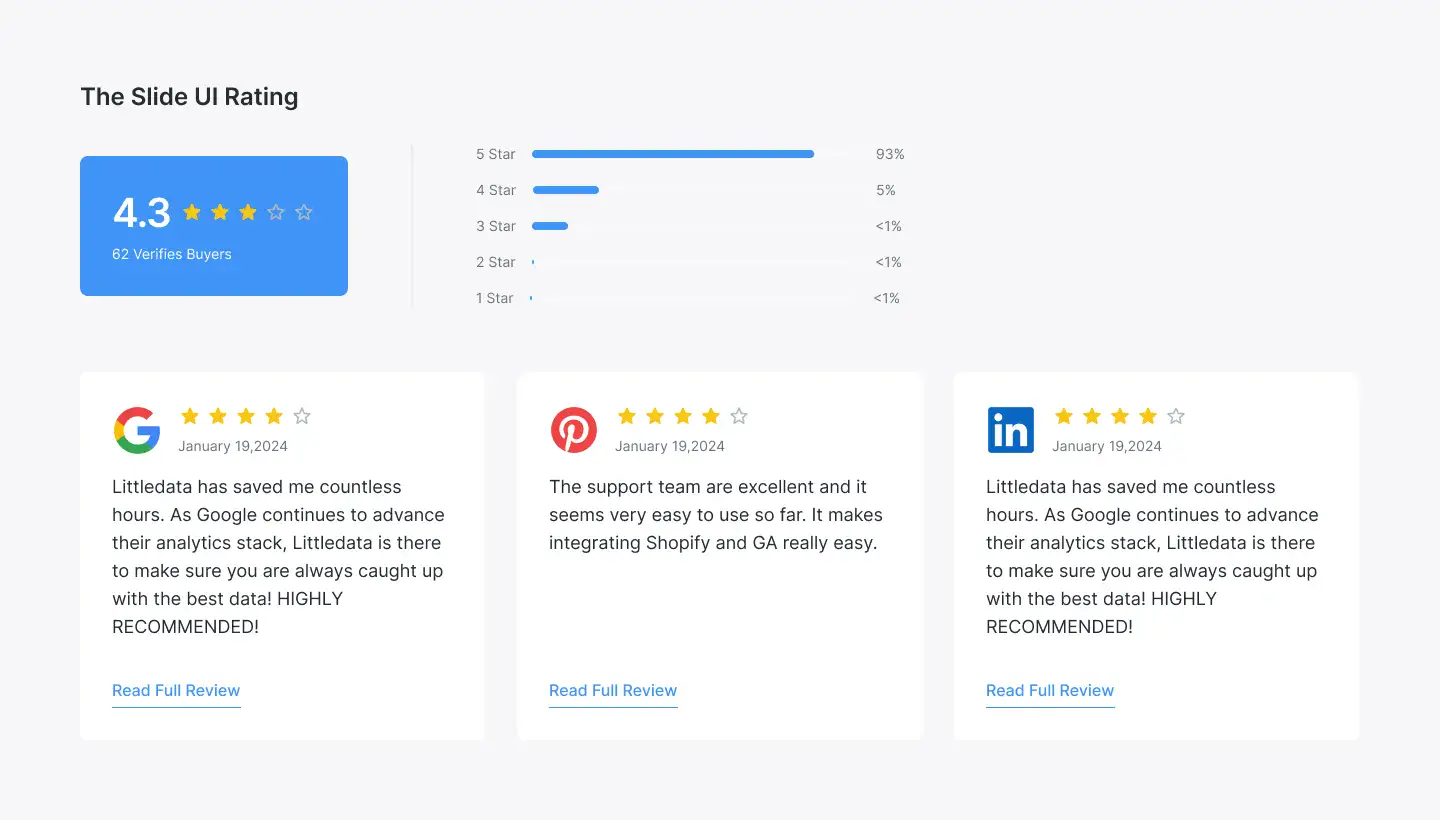 The Slide UI Rating
4.3
62 Verifies Buyers
5 Star 93%
4 Star 5%
3 Star <1%
2 Star <1%
1 Star <1%
January 19,2024
Littledata has saved me countless
hours. As Google continues to advance
their analytics stack, Littledata is there
to make sure you are always caught up
with the best data! HIGHLY
RECOMMENDED!
Read Full Review
January 19,2024
The support team are excellent and it
seems very easy to use so far. It makes
integrating Shopify and GA really easy.
Read Full Review
in
January 19,2024
Littledata has saved me countless
hours. As Google continues to advance
their analytics stack, Littledata is there
to make sure you are always caught up
with the best data! HIGHLY
RECOMMENDED!
Read Full Review